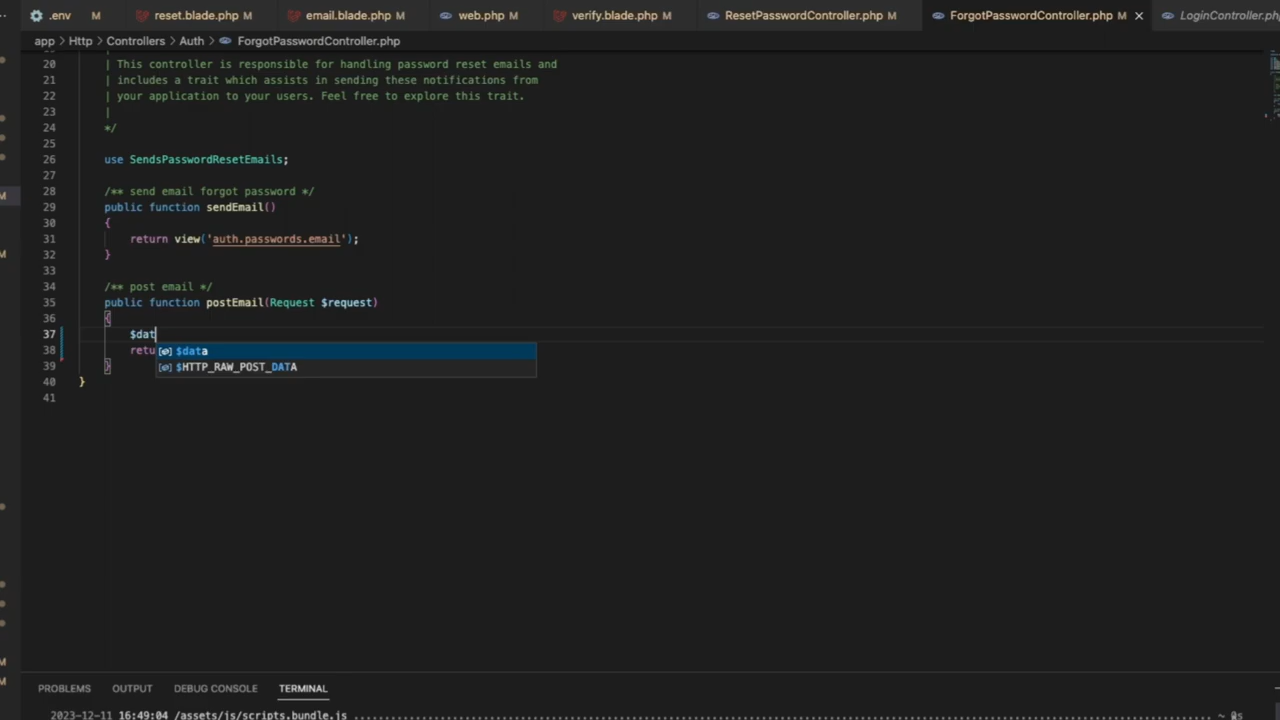 .env M reset.blade.php M email.blade.php M web.php M verify.blade.php M ResetPasswordController.php M ForgotPasswordController.php M × LoginController.php
app > Http > Controllers > Auth > ForgotPasswordController.php
20 | This controller is responsible for handling password reset emails and
21 | includes a trait which assists in sending these notifications from
22 | your application to your users. Feel free to explore this trait.
23 |
24 */
25
26 use SendsPasswordResetEmails;
27
28 /** send email forgot password */
29 public function sendEmail()
30 {
31 return view('auth.passwords.email');
32 }
33
34 /** post email */
35 public function postEmail(Request $request)
36 {
37 $dat
38 retu $data
$HTTP_RAW_POST_DATA
39 }
40 }
41
PROBLEMS OUTPUT DEBUG CONSOLE TERMINAL
2023-12-11 16:49:04 /assets/js/scripts.bundle.js ~ 0s